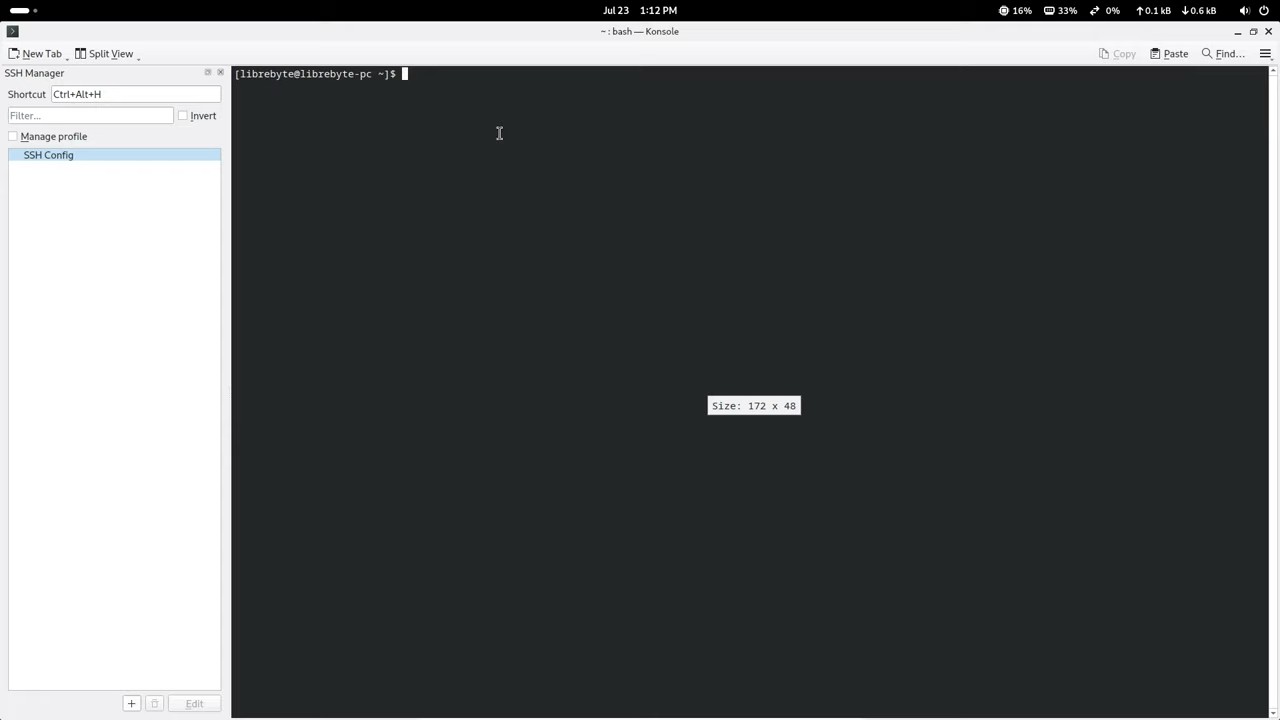 Jul 23 1:12 PM
16% 33% 0% ↑0.1 kB ↓0.6 kB
~ : bash — Konsole
New Tab Split View Copy Paste Find...
SSH Manager
Shortcut Ctrl+Alt+H
Filter... Invert
Manage profile
SSH Config
+ Edit
[librebyte@librebyte-pc ~]$
Size: 172 x 48